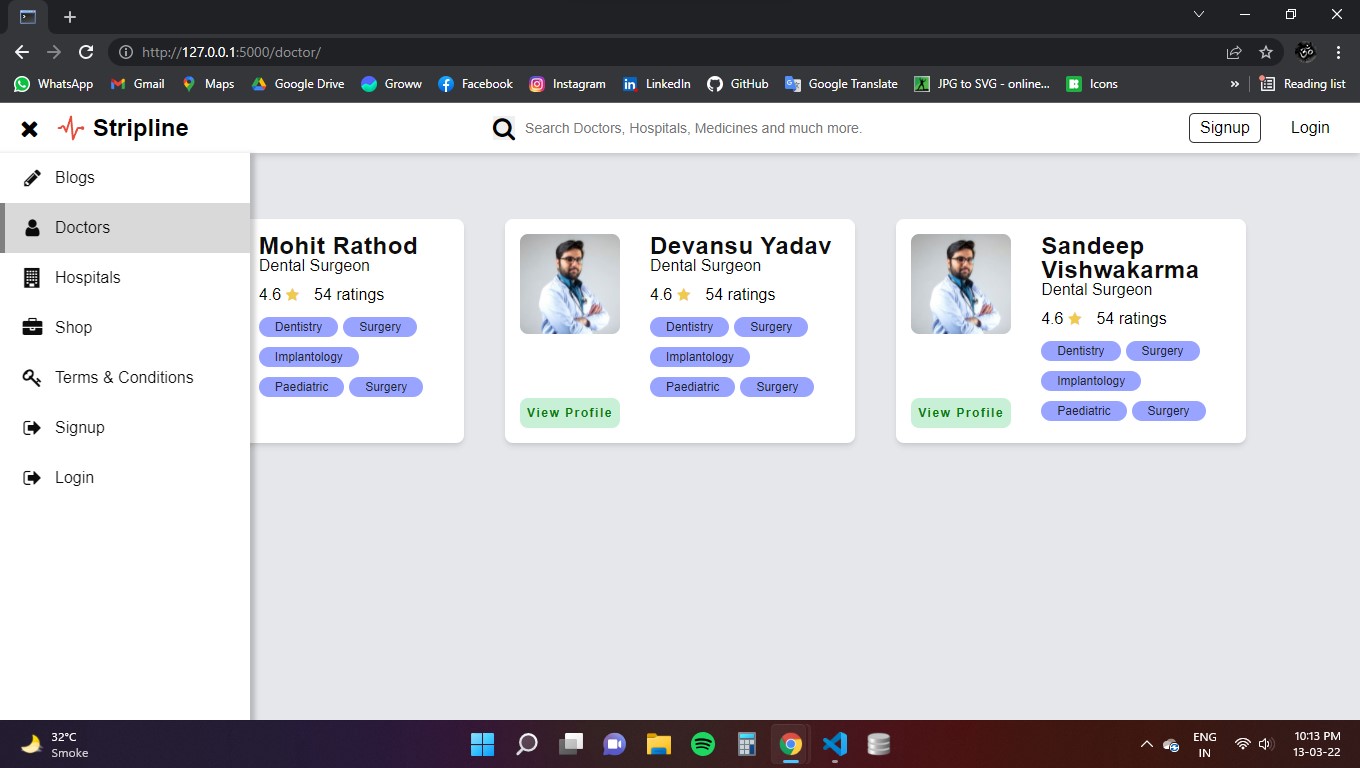 http://127.0.0.1:5000/doctor/
WhatsApp Gmail Maps Google Drive Groww Facebook Instagram LinkedIn GitHub Google Translate JPG to SVG - online... Icons » Reading list
Stripline Search Doctors, Hospitals, Medicines and much more. Signup Login
Blogs
Doctors
Hospitals
Shop
Terms & Conditions
Signup
Login
Mohit Rathod
Dental Surgeon
4.6 54 ratings
Dentistry Surgery
Implantology
Paediatric Surgery
Devansu Yadav
Dental Surgeon
4.6 54 ratings
Dentistry Surgery
Implantology
Paediatric Surgery
View Profile
Sandeep
Vishwakarma
Dental Surgeon
4.6 54 ratings
Dentistry Surgery
Implantology
Paediatric Surgery
View Profile
32°C
Smoke
ENG
IN
10:13 PM
13-03-22